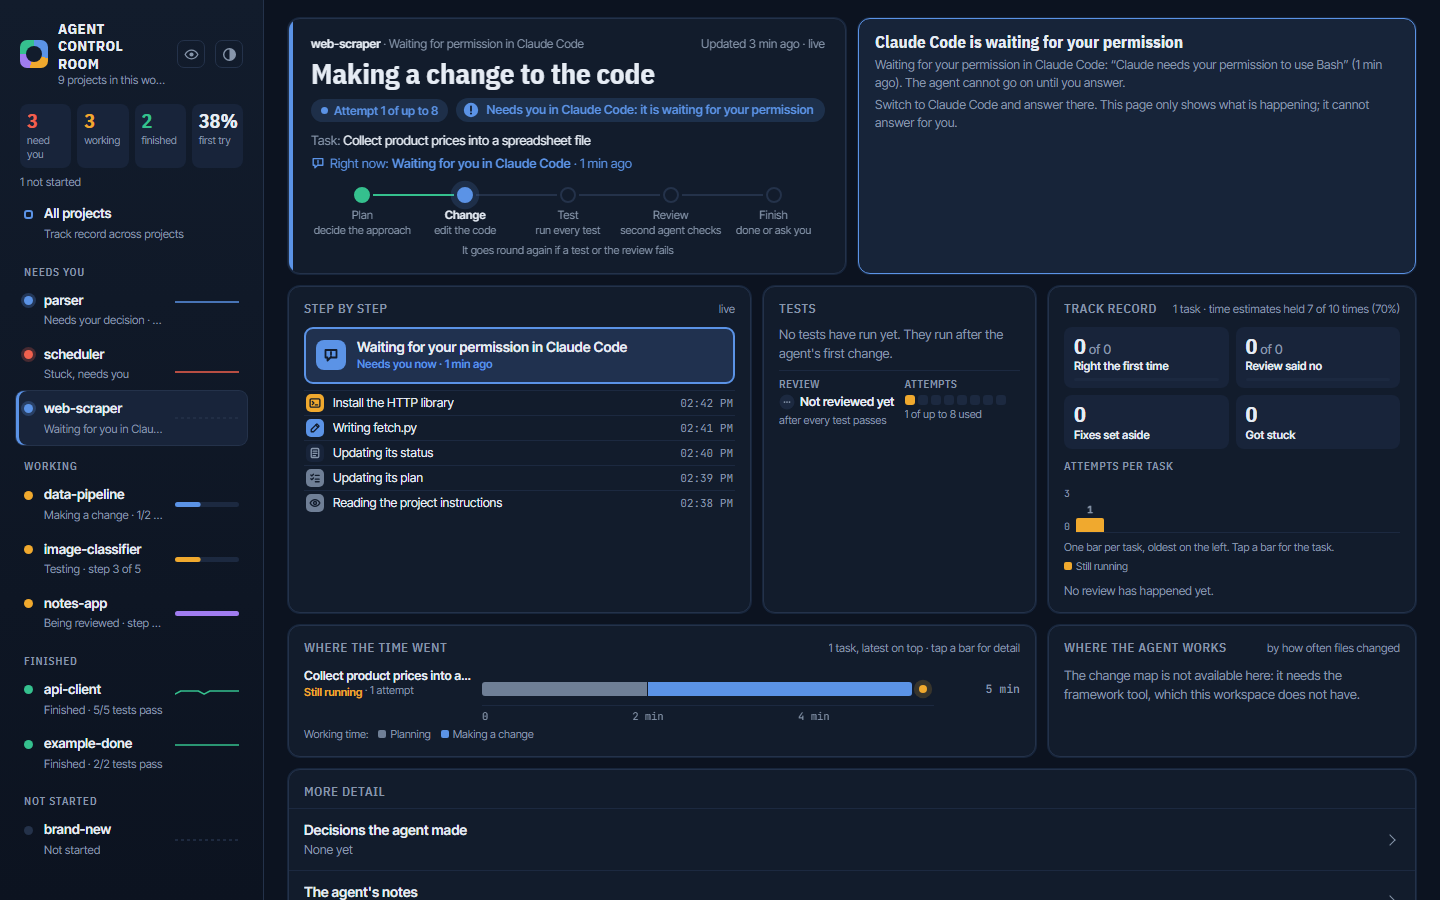 AGENT
CONTROL
ROOM
9 projects in this wo...
3
need
you
3
working
2
finished
38%
first try
1 not started
All projects
Track record across projects
NEEDS YOU
parser
Needs your decision · ...
scheduler
Stuck, needs you
web-scraper
Waiting for you in Clau...
WORKING
data-pipeline
Making a change · 1/2 ...
image-classifier
Testing · step 3 of 5
notes-app
Being reviewed · step ...
FINISHED
api-client
Finished · 5/5 tests pass
example-done
Finished · 2/2 tests pass
NOT STARTED
brand-new
Not started
web-scraper · Waiting for permission in Claude Code
Updated 3 min ago · live
Making a change to the code
Attempt 1 of up to 8
Needs you in Claude Code: it is waiting for your permission
Task: Collect product prices into a spreadsheet file
Right now: Waiting for you in Claude Code · 1 min ago
Plan
decide the approach
Change
edit the code
Test
run every test
Review
second agent checks
Finish
done or ask you
It goes round again if a test or the review fails
Claude Code is waiting for your permission
Waiting for your permission in Claude Code: “Claude needs your permission to use Bash” (1 min
ago). The agent cannot go on until you answer.
Switch to Claude Code and answer there. This page only shows what is happening; it cannot
answer for you.
STEP BY STEP
live
Waiting for your permission in Claude Code
Needs you now · 1 min ago
Install the HTTP library 02:42 PM
Writing fetch.py 02:41 PM
Updating its status 02:40 PM
Updating its plan 02:39 PM
Reading the project instructions 02:38 PM
TESTS
No tests have run yet. They run after the
agent's first change.
REVIEW
Not reviewed yet
after every test passes
ATTEMPTS
1 of up to 8 used
TRACK RECORD
1 task · time estimates held 7 of 10 times (70%)
0 of 0
Right the first time
0 of 0
Review said no
0
Fixes set aside
0
Got stuck
ATTEMPTS PER TASK
3
1
0
One bar per task, oldest on the left. Tap a bar for the task.
Still running
No review has happened yet.
WHERE THE TIME WENT
1 task, latest on top · tap a bar for detail
Collect product prices into a...
Still running · 1 attempt
5 min
0 2 min 4 min
Working time: Planning Making a change
WHERE THE AGENT WORKS
by how often files changed
The change map is not available here: it needs the
framework tool, which this workspace does not have.
MORE DETAIL
Decisions the agent made
None yet
The agent's notes